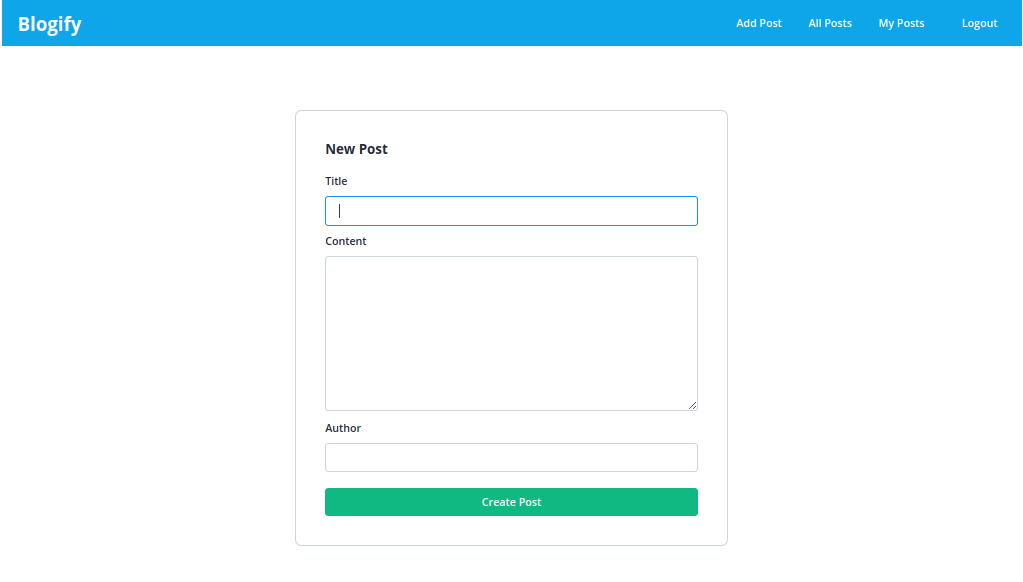 Blogify
Add Post
All Posts
My Posts
Logout
New Post
Title
Content
Author
Create Post